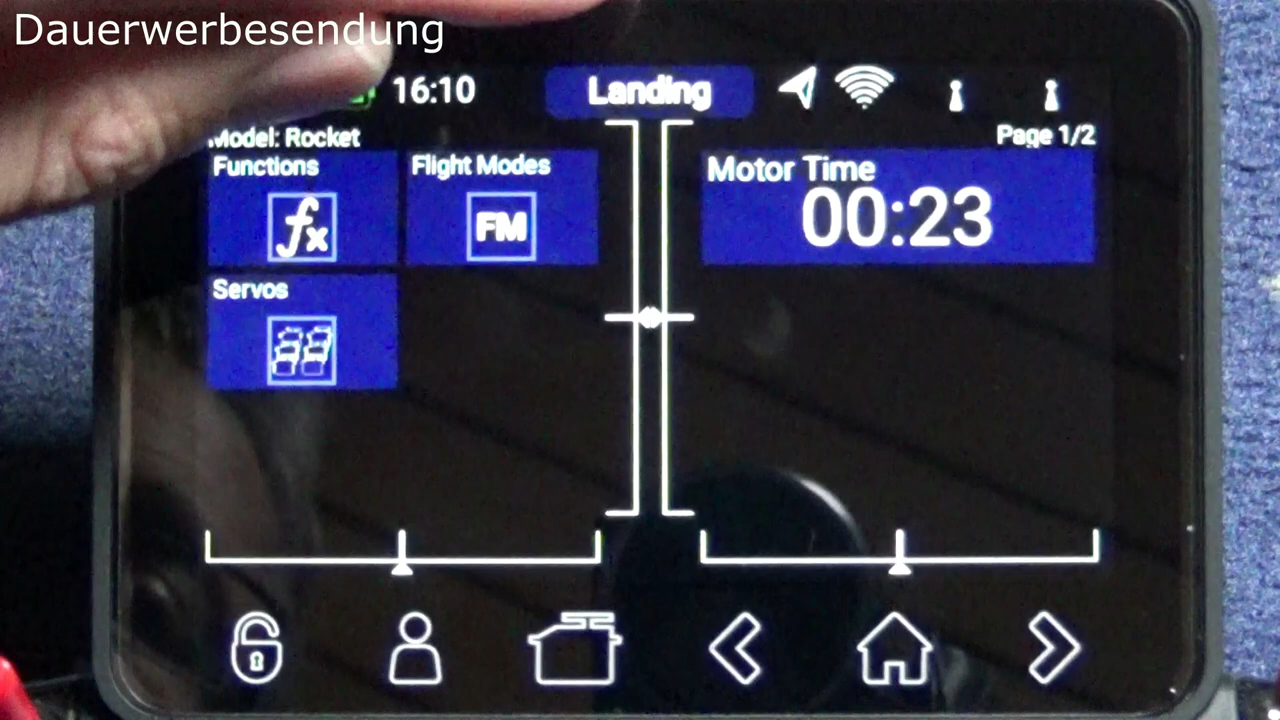 Dauerwerbesendung
16:10
Landing
Model: Rocket
Page 1/2
Functions
Flight Modes
Motor Time
fx
FM
00:23
Servos